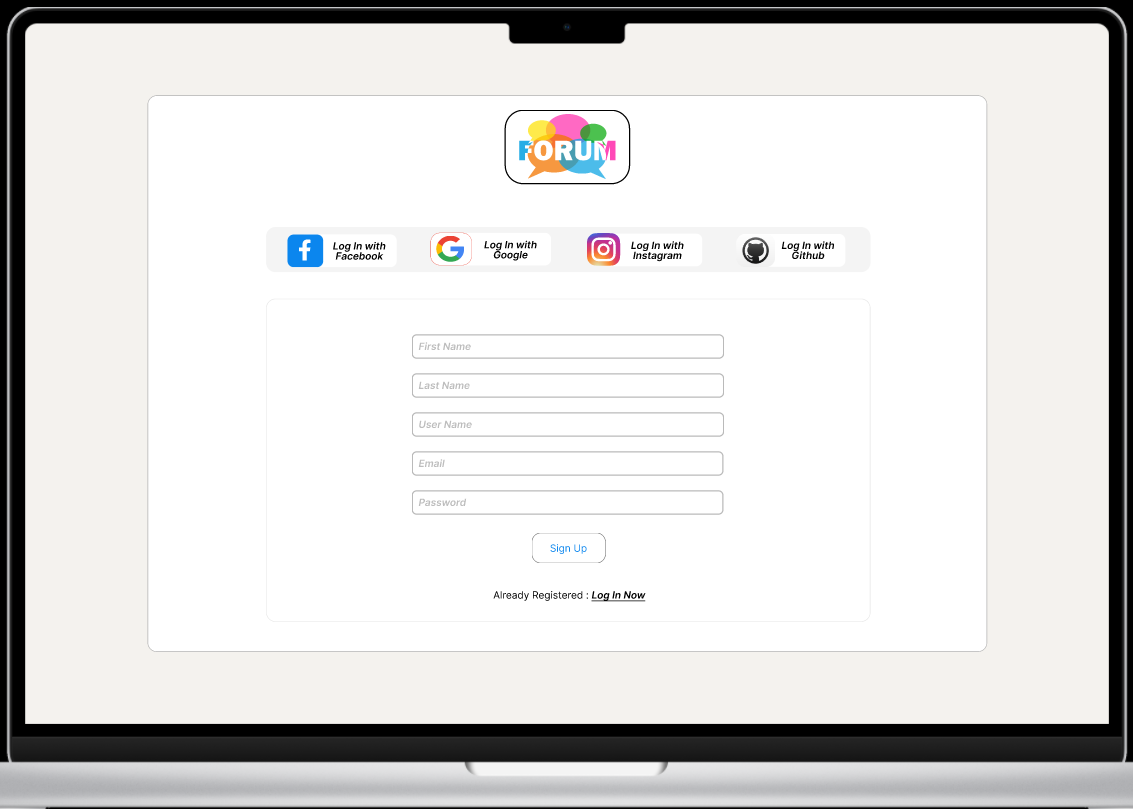 FORUM
Log In with
Facebook
Log In with
Google
Log In with
Instagram
Log In with
Github
First Name
Last Name
User Name
Email
Password
Sign Up
Already Registered : Log In Now